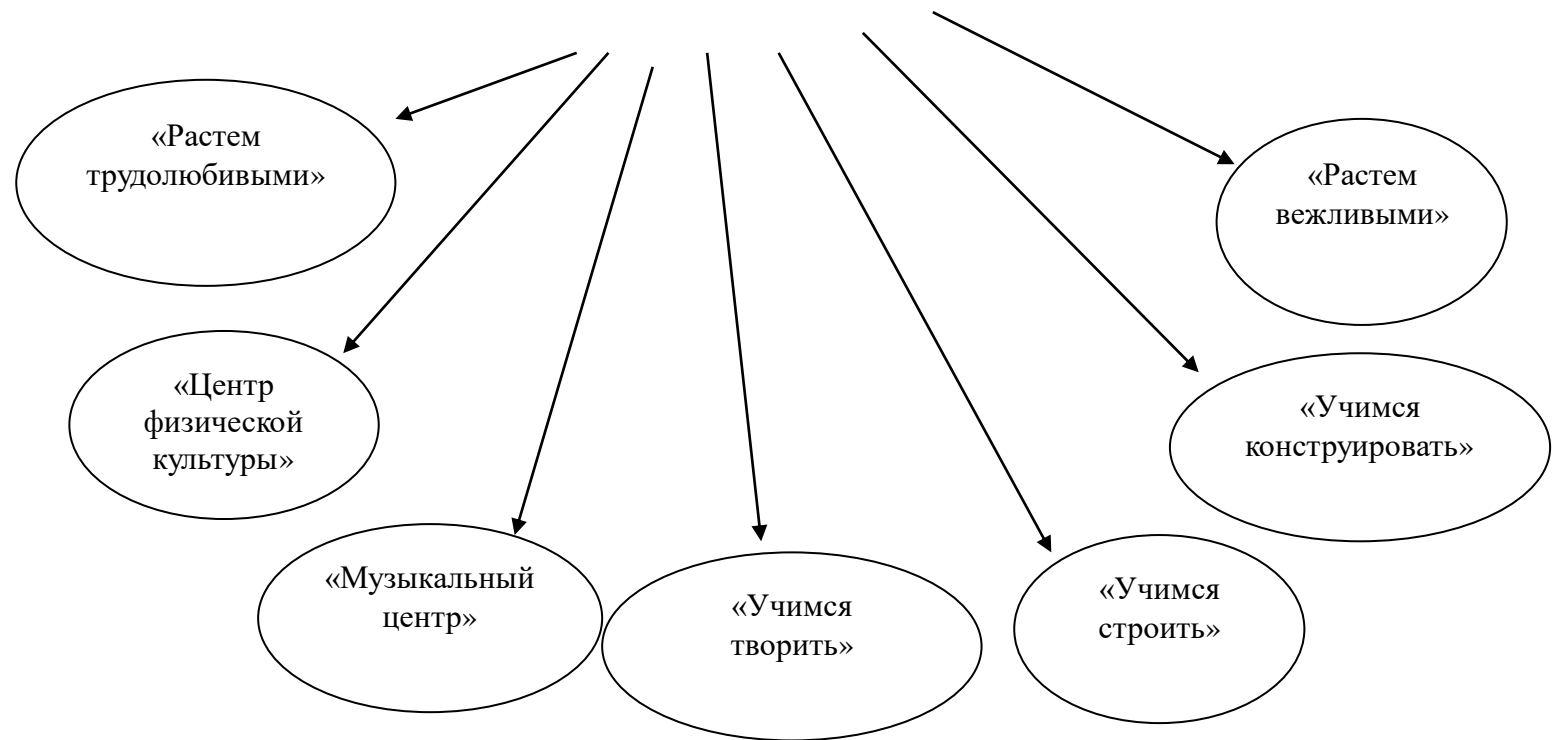 «Растем
трудолюбивыми»
«Растем
вежливыми»
«Центр
физической
культуры»
«Учимся
конструировать»
«Музыкальный
центр»
«Учимся
творить»
«Учимся
строить»